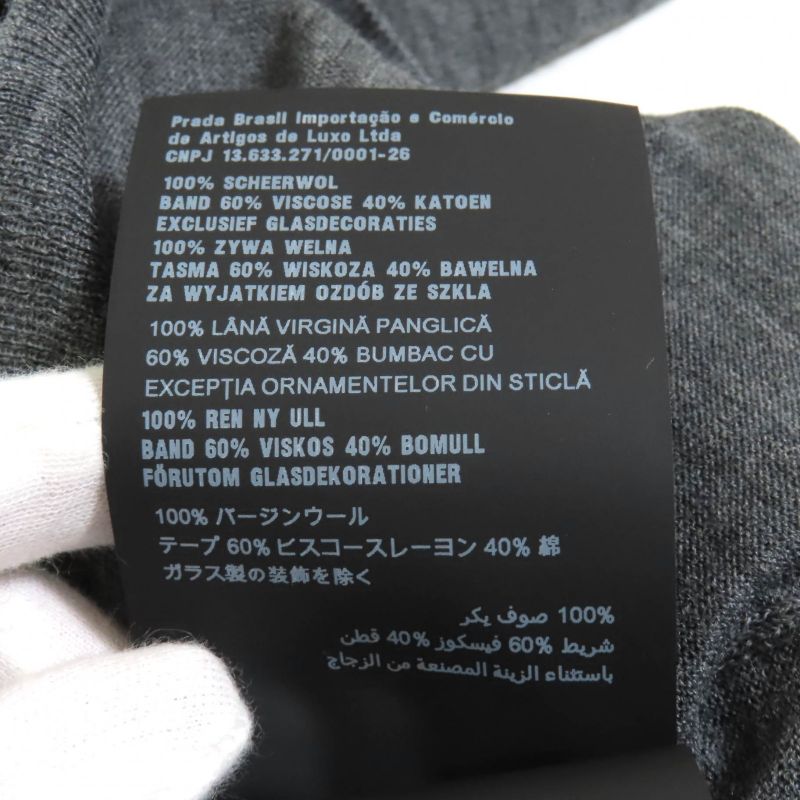 Prada Brasil Importação e Comércio
de Artigos de Luxo Ltda
CNPJ 13.633.271/0001-26
100% SCHEERWOL
BAND 60% VISCOSE 40% KATOEN
EXCLUSIEF GLASDECORATIES
100% ZYWA WELNA
TASMA 60% WISKOZA 40% BAWELNA
ZA WYJATKIEM OZDÓB ZE SZKLA
100% LÂNĂ VIRGINĂ PANGLICĂ
60% VISCOZĂ 40% BUMBAC CU
EXCEPŢIA ORNAMENTELOR DIN STICLĂ
100% REN NY ULL
BAND 60% VISKOS 40% BOMULL
FÖRUTOM GLASDEKORATIONER
100% バージンウール
テープ 60% ビスコースレーヨン 40% 綿
ガラス製の装飾を除く
100% صوف يكر
شريط 60% فيسكوز 40% قطن
باستثناء الزينة المصنعة من الزجاج